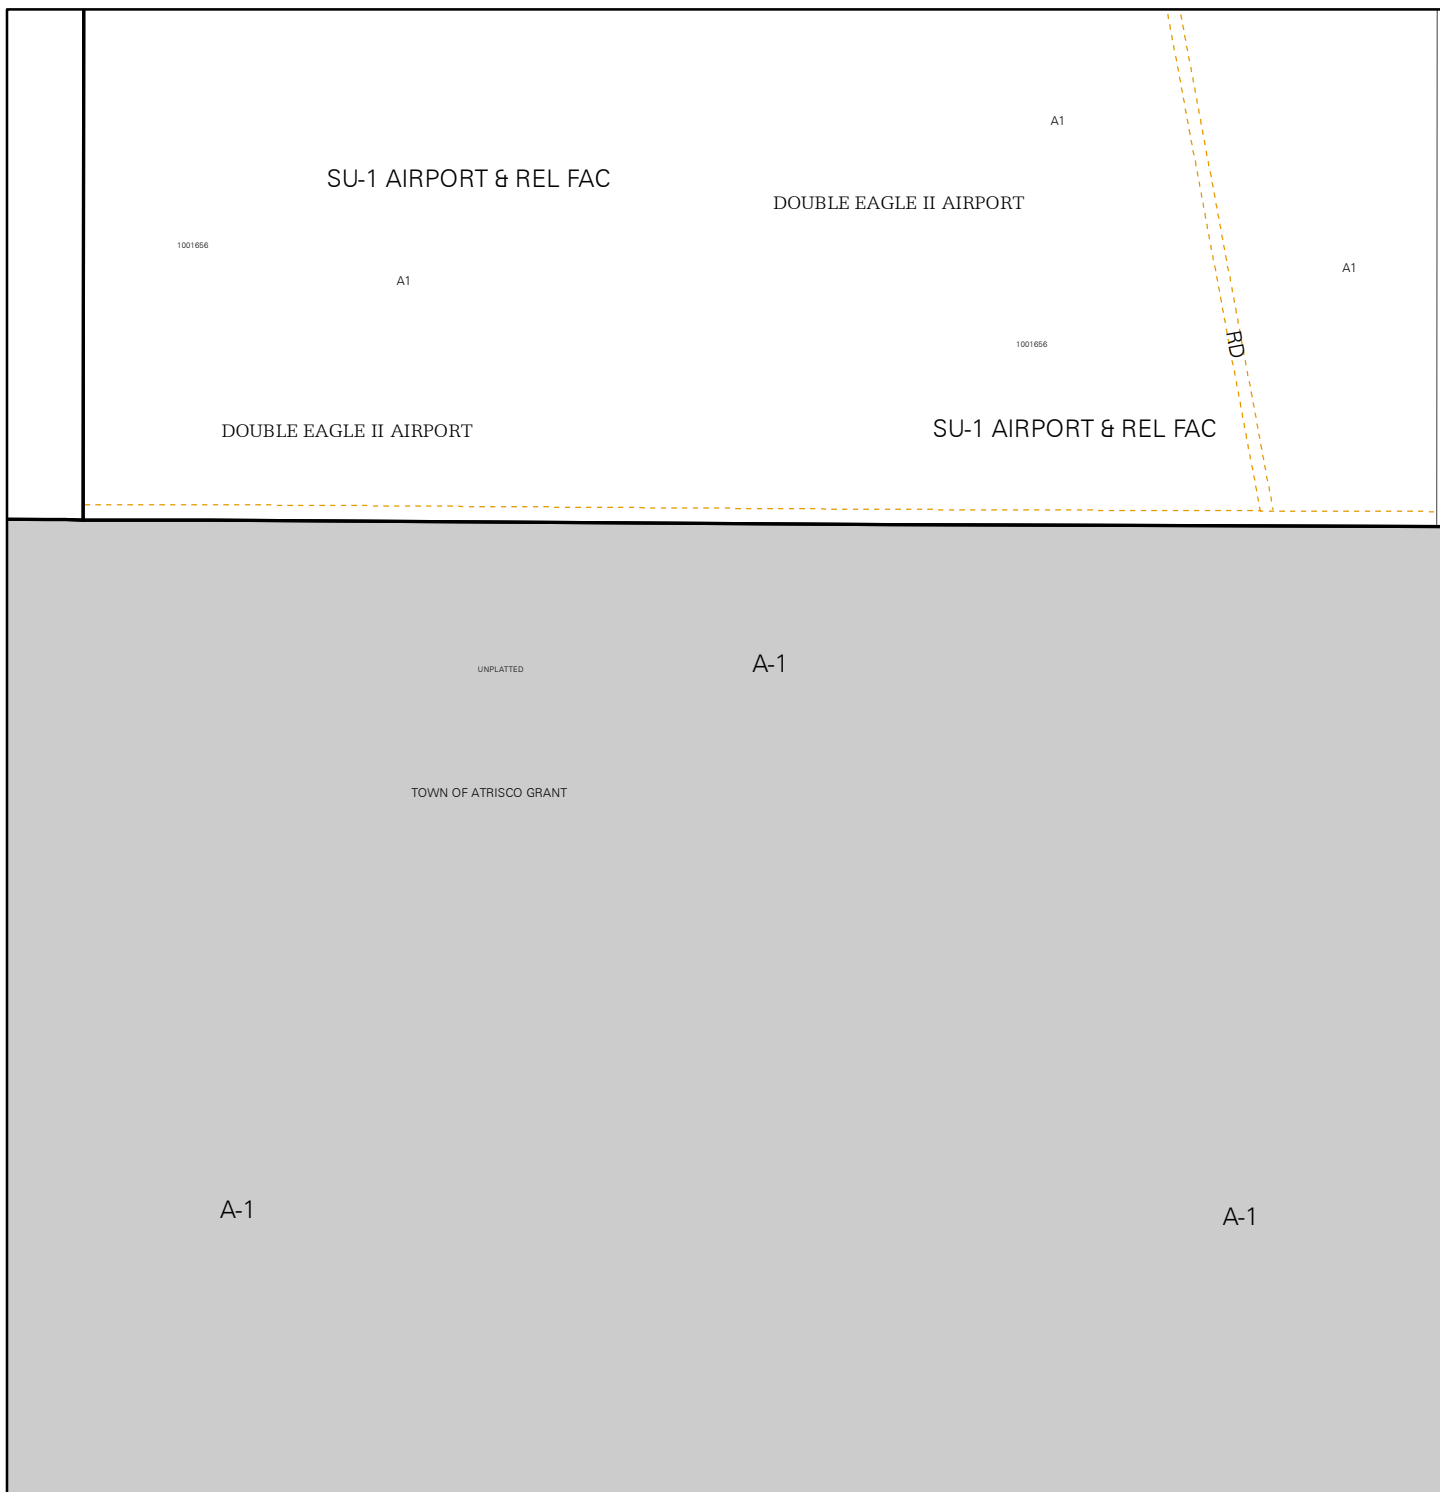 A1
SU-1 AIRPORT & REL FAC
DOUBLE EAGLE II AIRPORT
1001656
A1
A1
RD
1001656
DOUBLE EAGLE II AIRPORT
SU-1 AIRPORT & REL FAC
UNPLATTED
A-1
TOWN OF ATRISCO GRANT
A-1
A-1